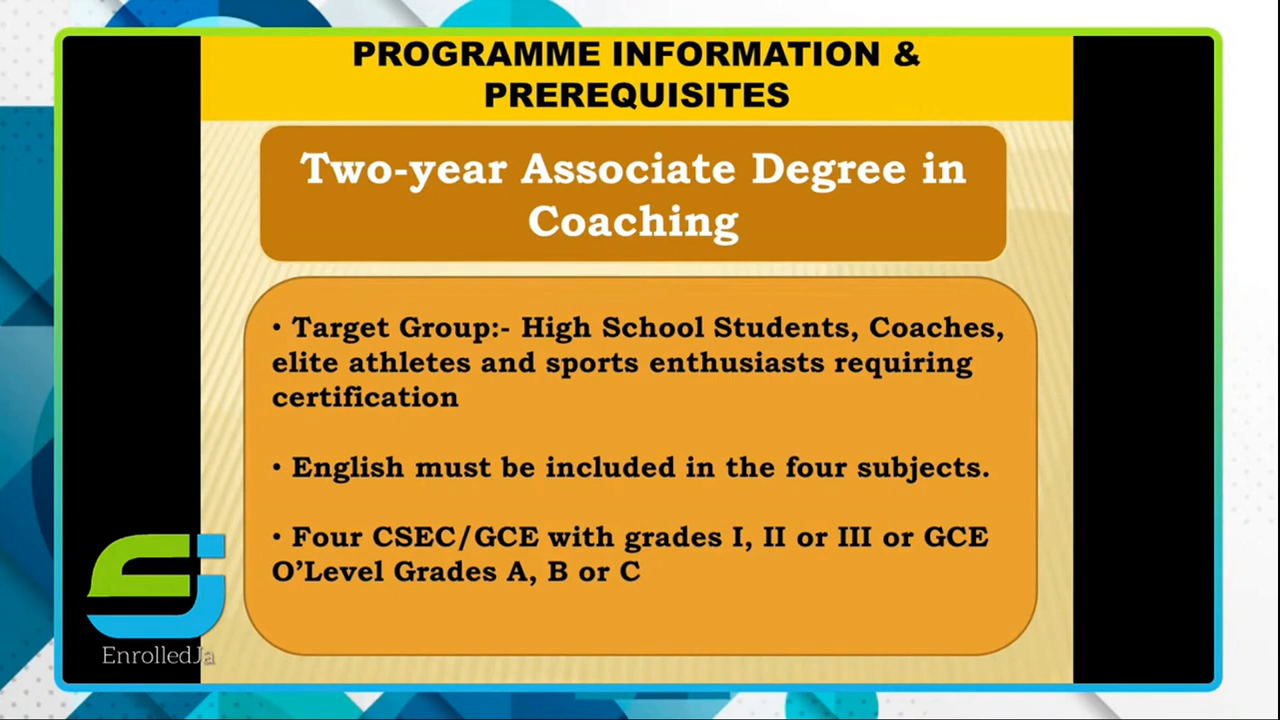 PROGRAMME INFORMATION &
PREREQUISITES
Two-year Associate Degree in
Coaching
• Target Group:- High School Students, Coaches,
elite athletes and sports enthusiasts requiring
certification
• English must be included in the four subjects.
• Four CSEC/GCE with grades I, II or III or GCE
O’Level Grades A, B or C
EnrolledJa